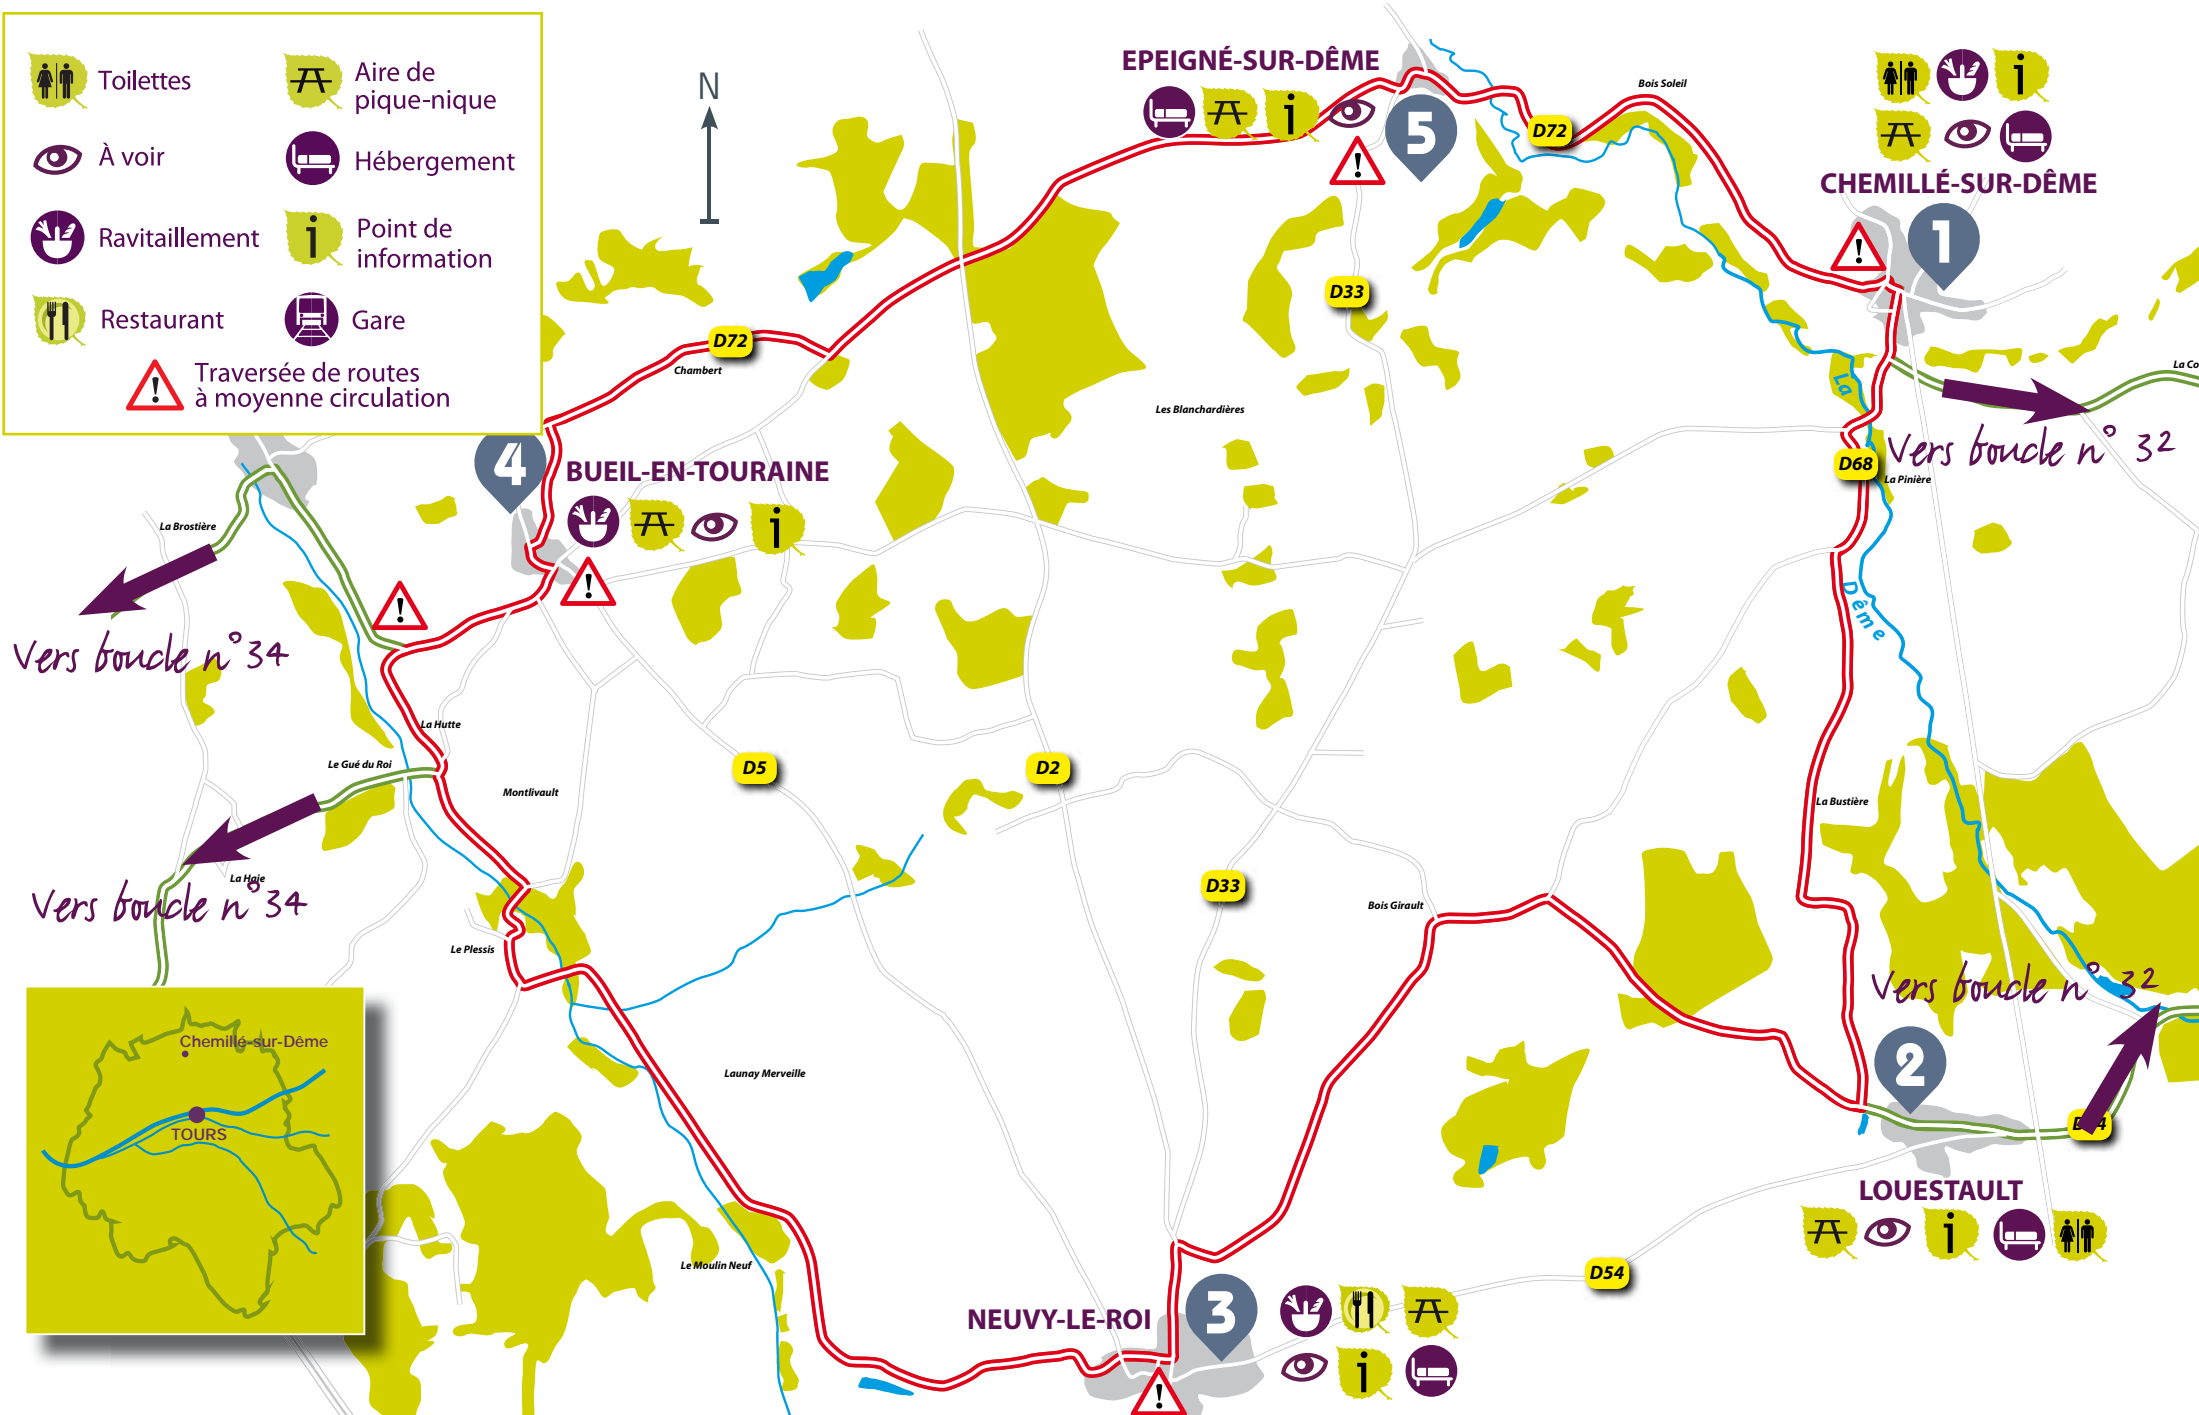 Toilettes
Aire de
pique-nique
À voir
Hébergement
Ravitaillement
Point de
information
Restaurant
Gare
Traversée de routes
à moyenne circulation
N
EPEIGNÉ-SUR-DÊME
5
D72
Bois Soleil
CHEMILLÉ-SUR-DÊME
1
D33
D72
Chambert
Les Blanchardières
La
Dême
Vers boucle n° 32
D68
La Pinière
4
BUEIL-EN-TOURAINE
La Brostière
Vers boucle n° 34
La Hutte
Le Gué du Roi
Montlivault
D5
D2
La Bustière
La Haie
Vers boucle n° 34
D33
Bois Girault
Le Plessis
Vers boucle n° 32
2
Launay Merveille
LOUESTAULT
D54
Le Moulin Neuf
NEUVY-LE-ROI
3
Chemillé-sur-Dême
TOURS